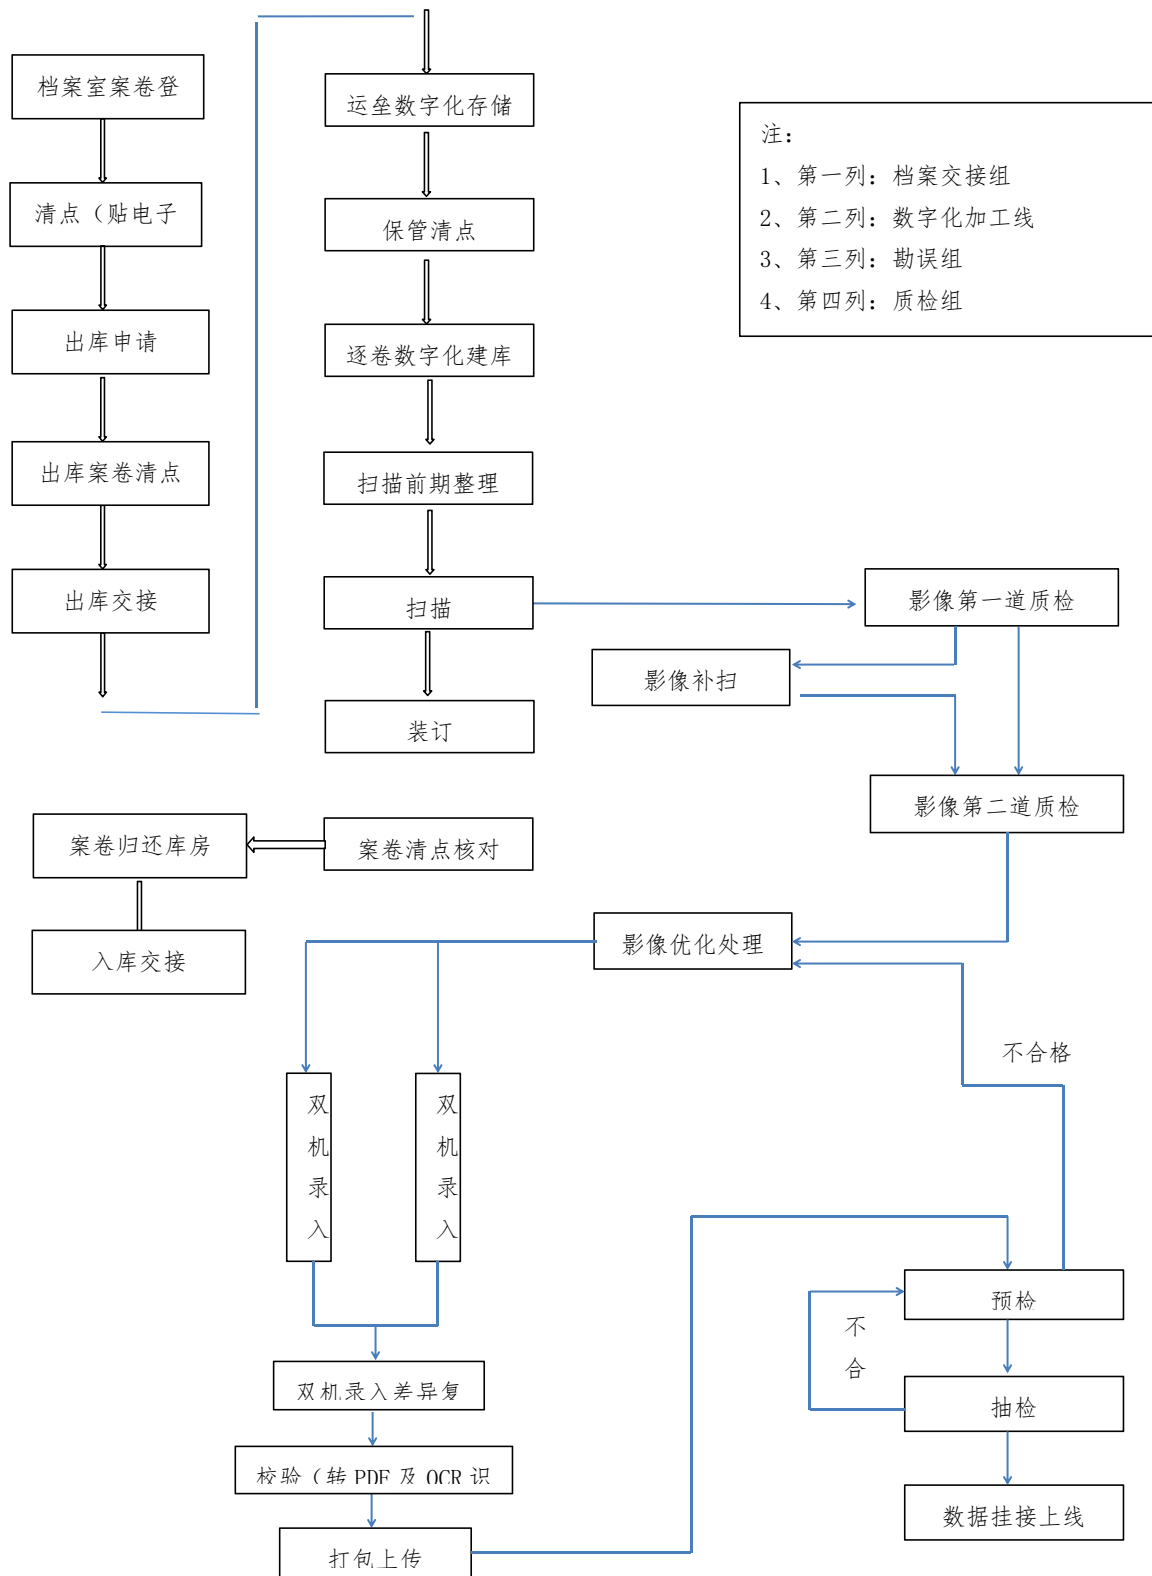 档案室案卷登
清点（贴电子
出库申请
出库案卷清点
出库交接
运垒数字化存储
保管清点
逐卷数字化建库
扫描前期整理
扫描
装订
注：
1、第一列：档案交接组
2、第二列：数字化加工线
3、第三列：勘误组
4、第四列：质检组
影像第一道质检
影像补扫
影像第二道质检
案卷归还库房
案卷清点核对
入库交接
影像优化处理
不合格
双
机
录
入
双
机
录
入
预检
不
合
抽检
双机录入差异复
校验（转 PDF 及 OCR 识
数据挂接上线
打包上传